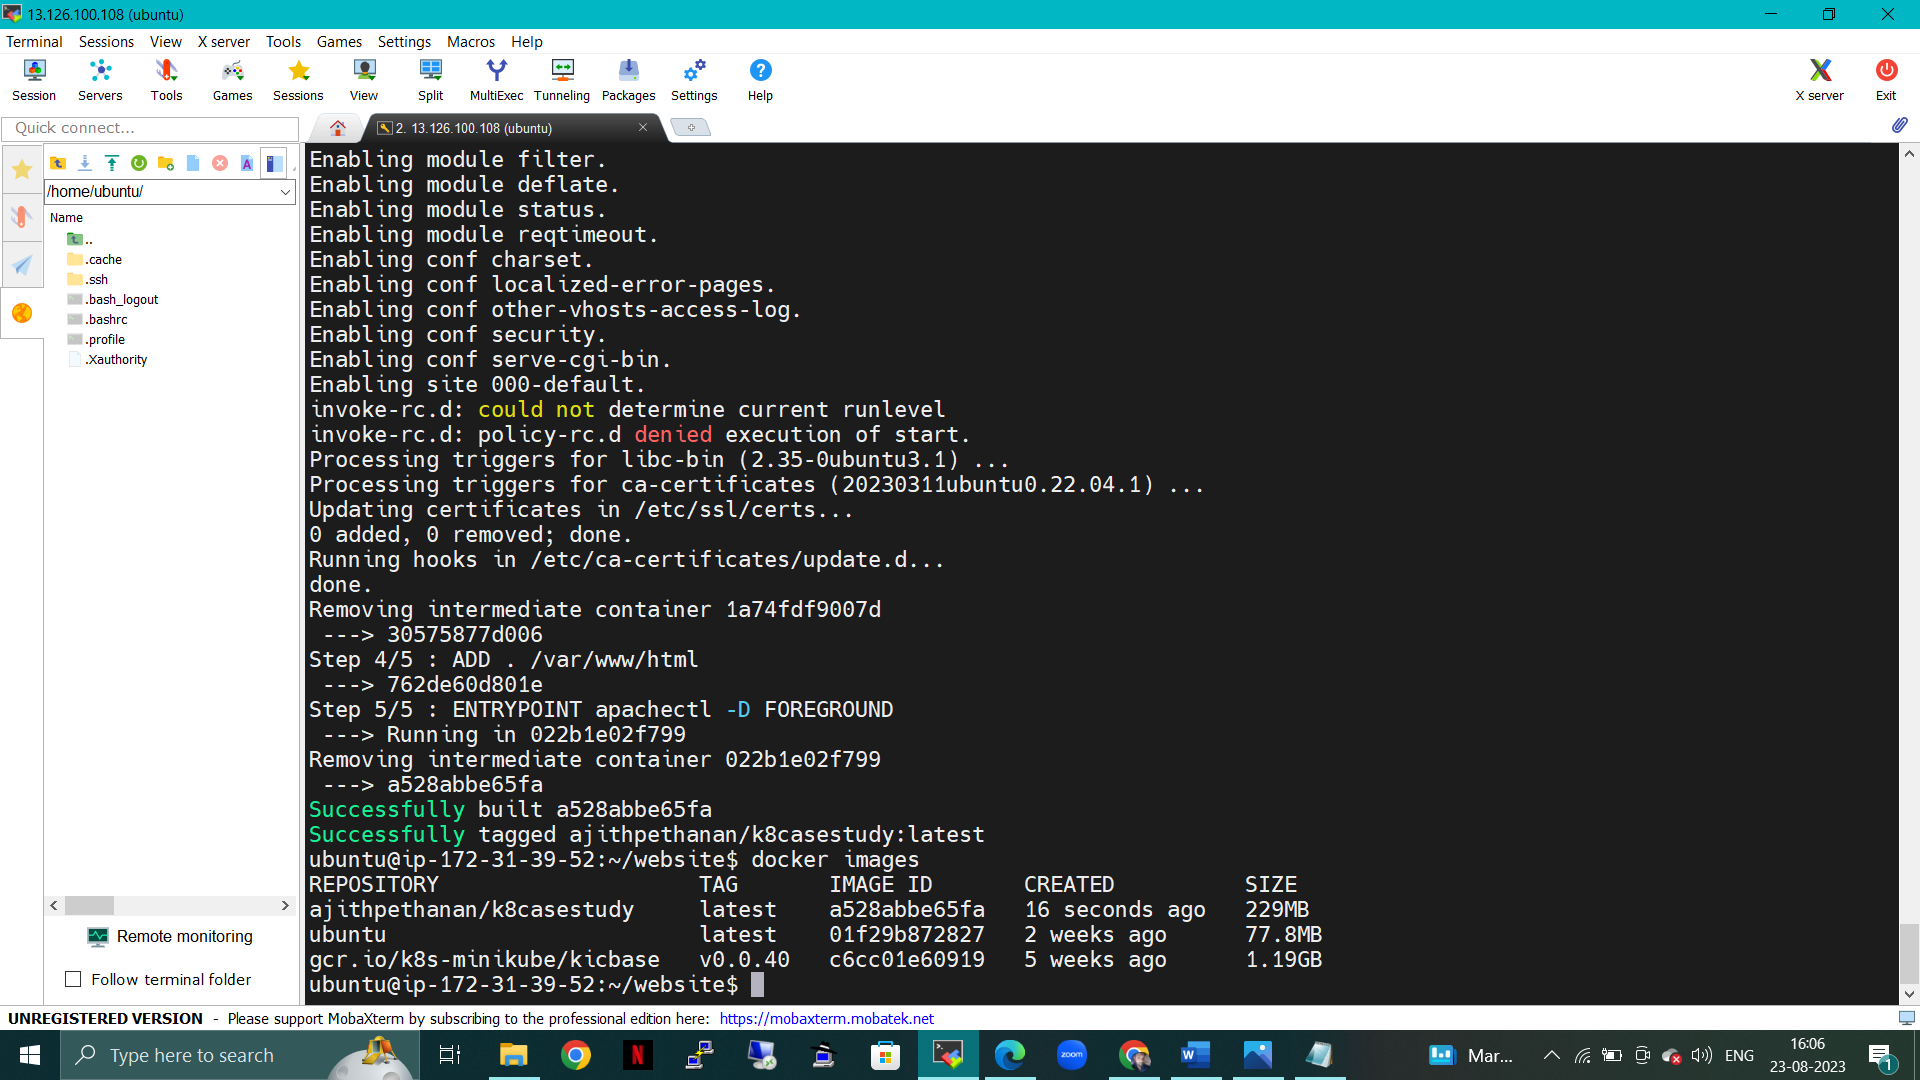 13.126.100.108 (ubuntu)
Terminal Sessions View X server Tools Games Settings Macros Help
Session Servers Tools Games Sessions View Split MultiExec Tunneling Packages Settings Help X server Exit
Quick connect...
2. 13.126.100.108 (ubuntu)
/home/ubuntu/
Name
..
.cache
.ssh
.bash_logout
.bashrc
.profile
.Xauthority
Remote monitoring
Follow terminal folder
Enabling module filter.
Enabling module deflate.
Enabling module status.
Enabling module reqtimeout.
Enabling conf charset.
Enabling conf localized-error-pages.
Enabling conf other-vhosts-access-log.
Enabling conf security.
Enabling conf serve-cgi-bin.
Enabling site 000-default.
invoke-rc.d: could not determine current runlevel
invoke-rc.d: policy-rc.d denied execution of start.
Processing triggers for libc-bin (2.35-0ubuntu3.1) ...
Processing triggers for ca-certificates (20230311ubuntu0.22.04.1) ...
Updating certificates in /etc/ssl/certs...
0 added, 0 removed; done.
Running hooks in /etc/ca-certificates/update.d...
done.
Removing intermediate container 1a74fdf9007d
---> 30575877d006
Step 4/5 : ADD . /var/www/html
---> 762de60d801e
Step 5/5 : ENTRYPOINT apachectl -D FOREGROUND
---> Running in 022b1e02f799
Removing intermediate container 022b1e02f799
---> a528abbe65fa
Successfully built a528abbe65fa
Successfully tagged ajithpethanan/k8casestudy:latest
ubuntu@ip-172-31-39-52:~/website$ docker images
REPOSITORY TAG IMAGE ID CREATED SIZE
ajithpethanan/k8casestudy latest a528abbe65fa 16 seconds ago 229MB
ubuntu latest 01f29b872827 2 weeks ago 77.8MB
gcr.io/k8s-minikube/kicbase v0.0.40 c6cc01e60919 5 weeks ago 1.19GB
ubuntu@ip-172-31-39-52:~/website$
UNREGISTERED VERSION - Please support MobaXterm by subscribing to the professional edition here: https://mobaxterm.mobatek.net
Type here to search
zoom
Mar...
ENG
16:06
23-08-2023
1